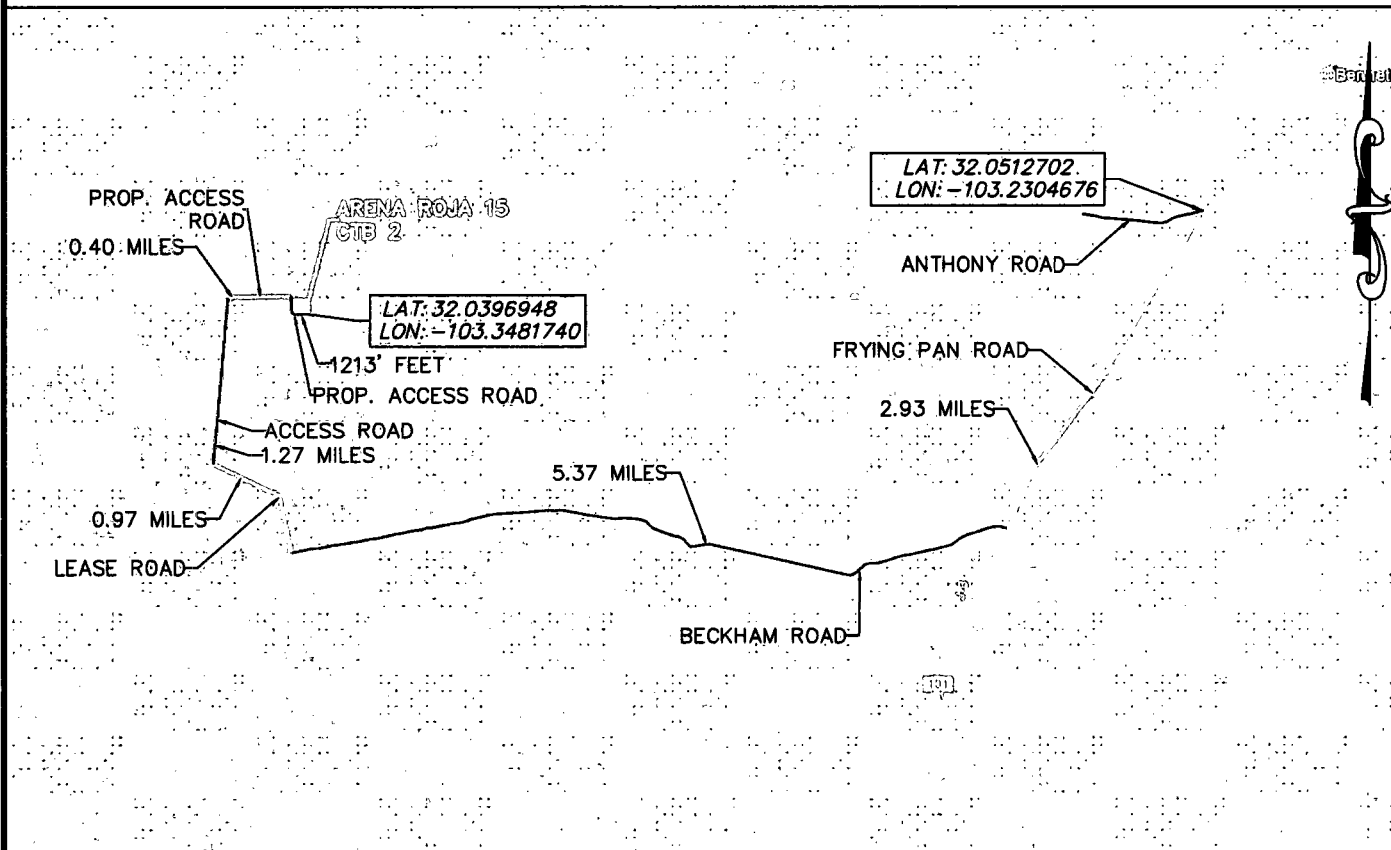 Bennett
LAT: 32.0512702
LON: -103.2304676
PROP. ACCESS
ROAD
ARENA ROJA 15
CTB 2
0.40 MILES
ANTHONY ROAD
LAT: 32.0396948
LON: -103.3481740
1213' FEET
PROP. ACCESS ROAD
FRYING PAN ROAD
2.93 MILES
ACCESS ROAD
1.27 MILES
5.37 MILES
0.97 MILES
LEASE ROAD
BECKHAM ROAD